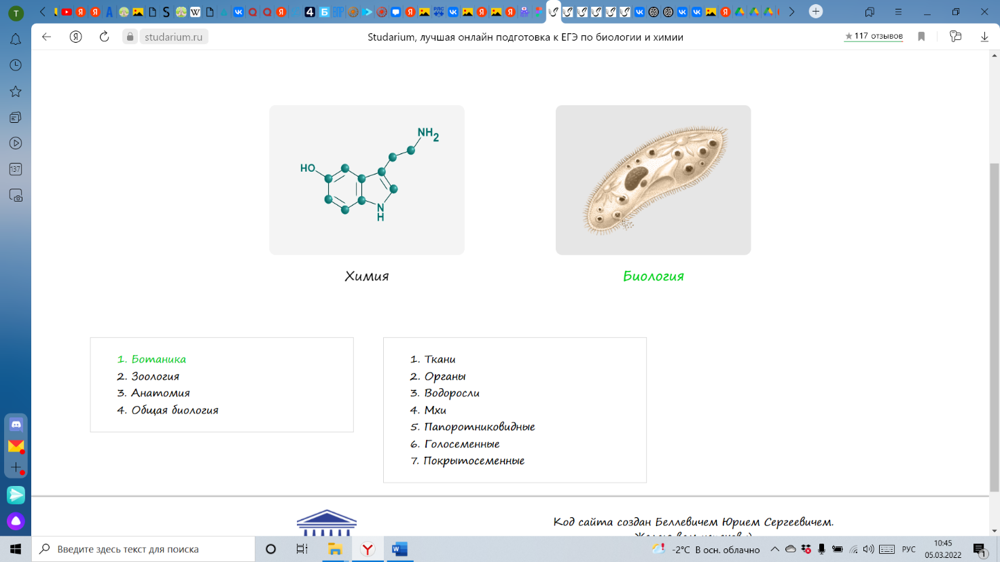 T
studarium.ru
Studarium, лучшая онлайн подготовка к ЕГЭ по биологии и химии
★ 117 отзывов
137
NH2
HO
N
H
Химия
Биология
1. Ботаника
2. Зоология
3. Анатомия
4. Общая биология
1. Ткани
2. Органы
3. Водоросли
4. Мхи
5. Папоротниковидные
6. Голосеменные
7. Покрытосеменные
Код сайта создан Беллевичем Юрием Сергеевичем.
Введите здесь текст для поиска
-2°C В осн. облачно
РУС
10:45
05.03.2022
1